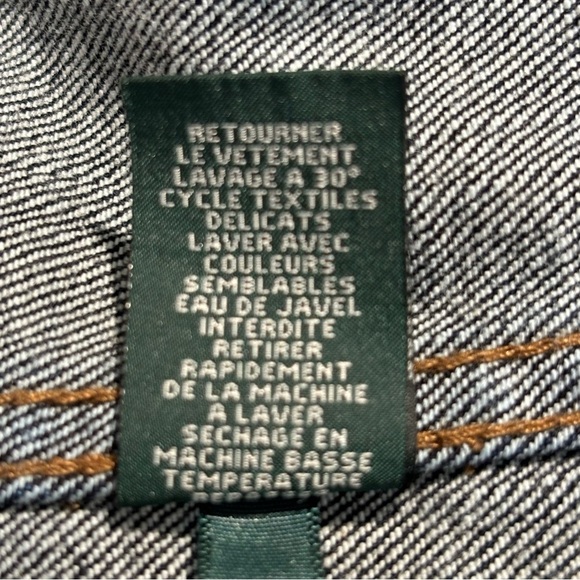 RETOURNER
LE VETEMENT
LAVAGE A 30°
CYCLE TEXTILES
DELICATS
LAVER AVEC
COULEURS
SEMBLABLES
EAU DE JAVEL
INTERDITE
RETIRER
RAPIDEMENT
DE LA MACHINE
A LAVER
SECHAGE EN
MACHINE BASSE
TEMPERATURE